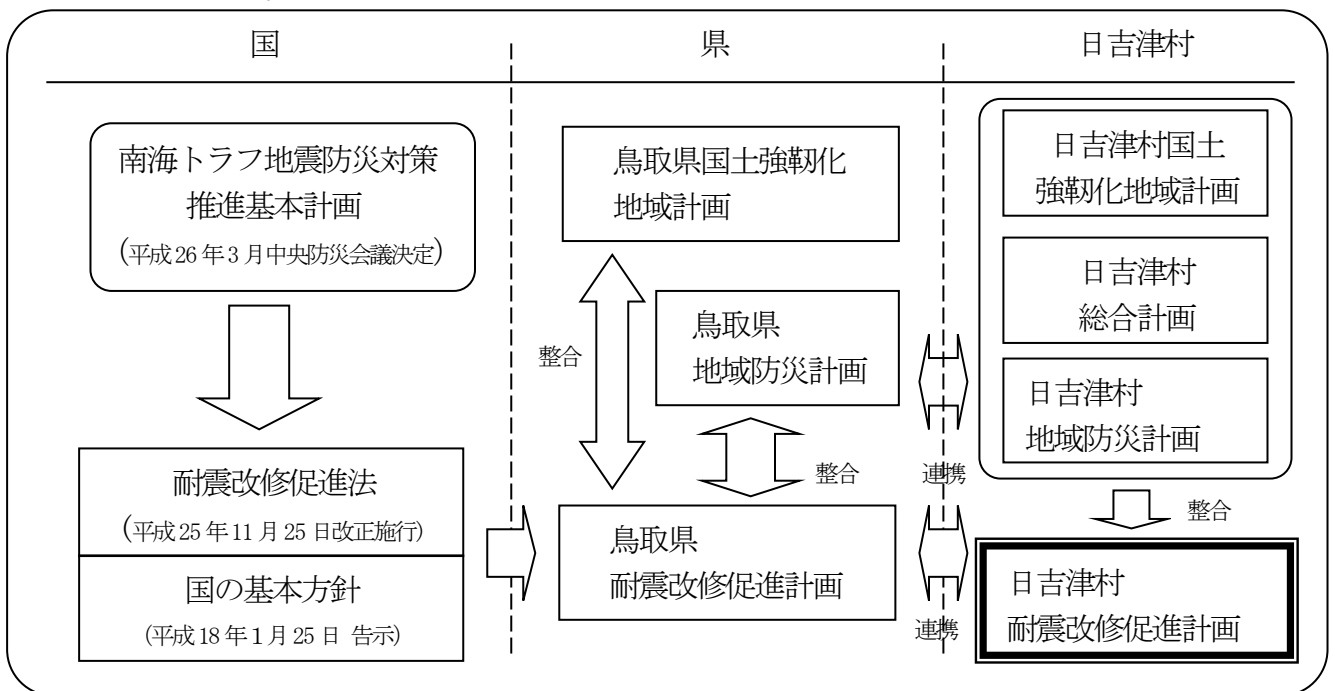 国
県
日吉津村
南海トラフ地震防災対策
推進基本計画
(平成26年3月中央防災会議決定)
耐震改修促進法
(平成25年11月25日改正施行)
国の基本方針
(平成18年1月25日 告示)
鳥取県国土強靭化
地域計画
整合
鳥取県
地域防災計画
整合
鳥取県
耐震改修促進計画
連携
連携
日吉津村国土
強靭化地域計画
日吉津村
総合計画
日吉津村
地域防災計画
整合
日吉津村
耐震改修促進計画